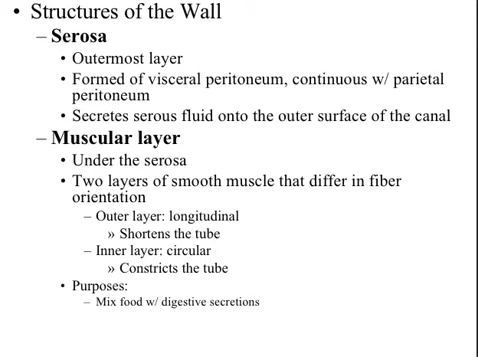 • Structures of the Wall
– Serosa
• Outermost layer
• Formed of visceral peritoneum, continuous w/ parietal
peritoneum
• Secretes serous fluid onto the outer surface of the canal
– Muscular layer
• Under the serosa
• Two layers of smooth muscle that differ in fiber
orientation
– Outer layer: longitudinal
» Shortens the tube
– Inner layer: circular
» Constricts the tube
• Purposes:
– Mix food w/ digestive secretions